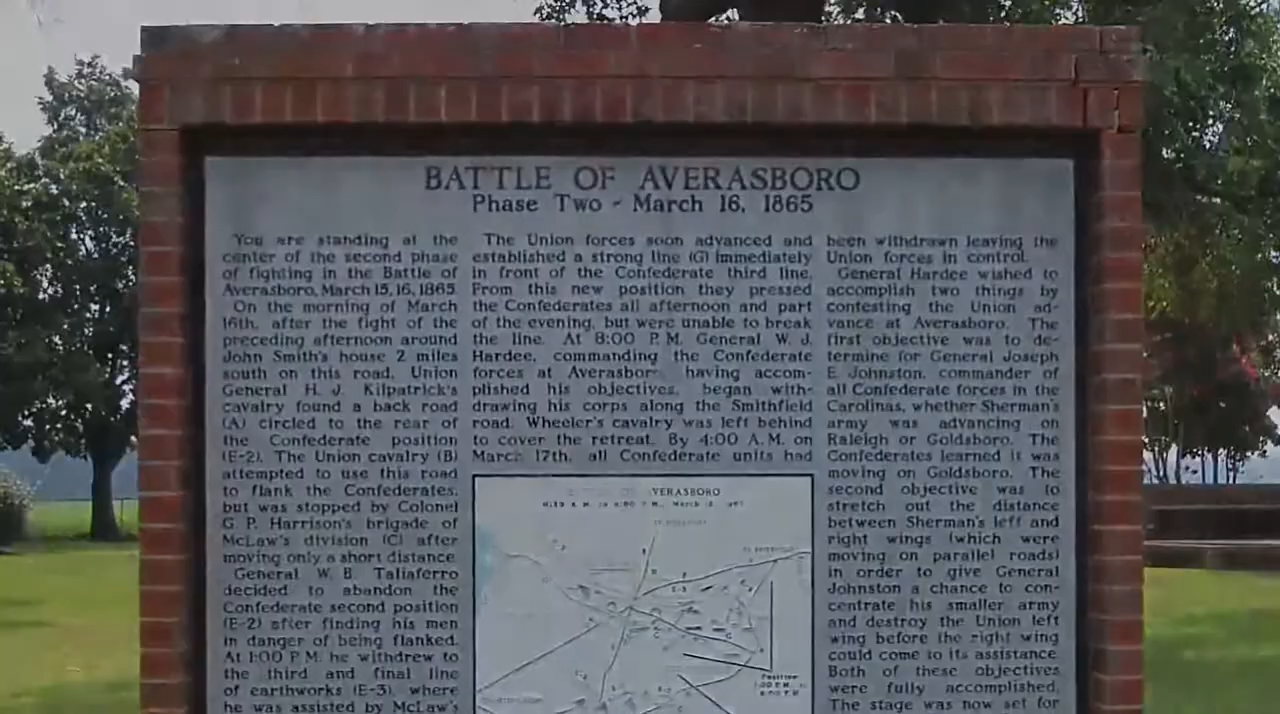 BATTLE OF AVERASBORO
Phase Two - March 16, 1865
You are standing at the
center of the second phase
of fighting in the Battle of
Averasboro, March 15, 16, 1865.
On the morning of March
16th, after the fight of the
preceding afternoon around
John Smith's house 2 miles
south on this road, Union
General H. J. Kilpatrick's
cavalry found a back road
(A) circled to the rear of
the Confederate position
(E-2). The Union cavalry (B)
attempted to use this road
to flank the Confederates,
but was stopped by Colonel
G. P. Harrison's brigade of
McLaw's division (C) after
moving only a short distance.
General W. B. Taliaferro
decided to abandon the
Confederate second position
(E-2) after finding his men
in danger of being flanked.
At 1:00 P.M. he withdrew to
the third and final line
of earthworks (E-3), where
he was assisted by McLaw's
The Union forces soon advanced and
established a strong line (G) immediately
in front of the Confederate third line.
From this new position they pressed
the Confederates all afternoon and part
of the evening, but were unable to break
the line. At 8:00 P.M. General W. J.
Hardee, commanding the Confederate
forces at Averasboro having accom-
plished his objectives, began with-
drawing his corps along the Smithfield
road. Wheeler's cavalry was left behind
to cover the retreat. By 4:00 A.M. on
March 17th, all Confederate units had
been withdrawn leaving the
Union forces in control.
General Hardee wished to
accomplish two things by
contesting the Union ad-
vance at Averasboro. The
first objective was to de-
termine for General Joseph
E. Johnston, commander of
all Confederate forces in the
Carolinas, whether Sherman's
army was advancing on
Raleigh or Goldsboro. The
Confederates learned it was
moving on Goldsboro. The
second objective was to
stretch out the distance
between Sherman's left and
right wings (which were
moving on parallel roads)
in order to give General
Johnston a chance to con-
centrate his smaller army
and destroy the Union left
wing before the right wing
could come to its assistance.
Both of these objectives
were fully accomplished.
The stage was now set for
BATTLE OF AVERASBORO
Position